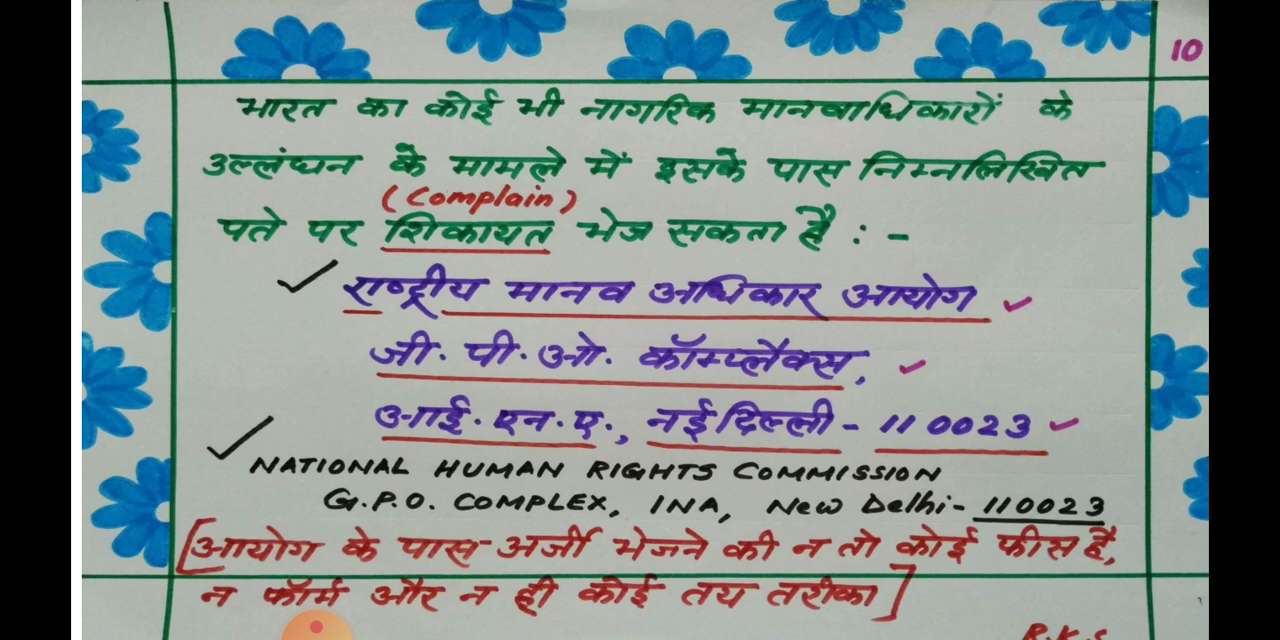 10
भारत का कोई भी नागरिक मानवाधिकारों के
उल्लंघन के मामले में इसके पास निम्नलिखित
(Complain)
पते पर शिकायत भेज सकता है : -
राष्ट्रीय मानव अधिकार आयोग
जी. पी. ओ. कॉम्प्लैक्स,
आई. एन. ए., नई दिल्ली - 110023
NATIONAL HUMAN RIGHTS COMMISSION
G.P.O. COMPLEX, INA, New Delhi - 110023
[आयोग के पास अर्जी भेजने की न तो कोई फीस है,
न फॉर्म और न ही कोई तय तरीका]
R.K.S